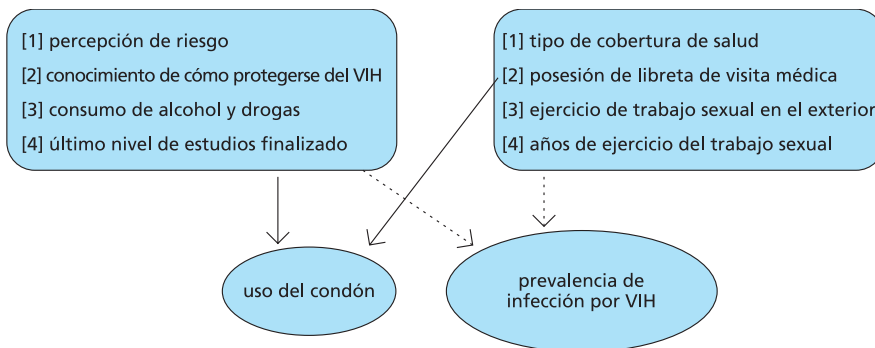 [1] percepción de riesgo
[2] conocimiento de cómo protegerse del VIH
[3] consumo de alcohol y drogas
[4] último nivel de estudios finalizado
[1] tipo de cobertura de salud
[2] posesión de libreta de visita médica
[3] ejercicio de trabajo sexual en el exterior
[4] años de ejercicio del trabajo sexual
uso del condón
prevalencia de
infección por VIH